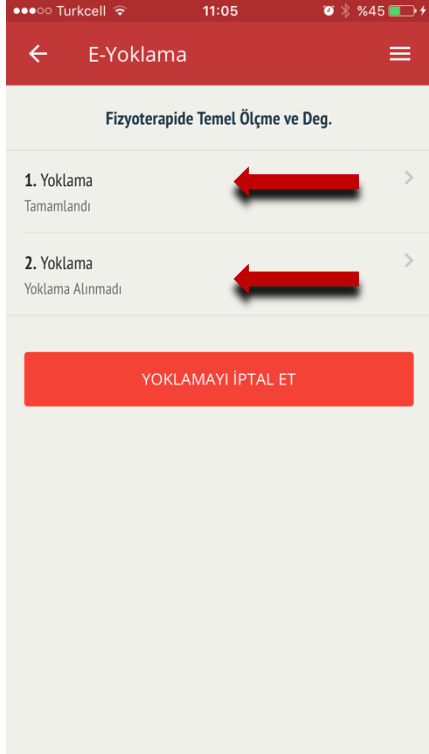 Turkcell 11:05 %45
E-Yoklama
Fizyoterapide Temel Ölçme ve Deg.
1. Yoklama
Tamamlandı
2. Yoklama
Yoklama Alınmadı
YOKLAMAYI İPTAL ET